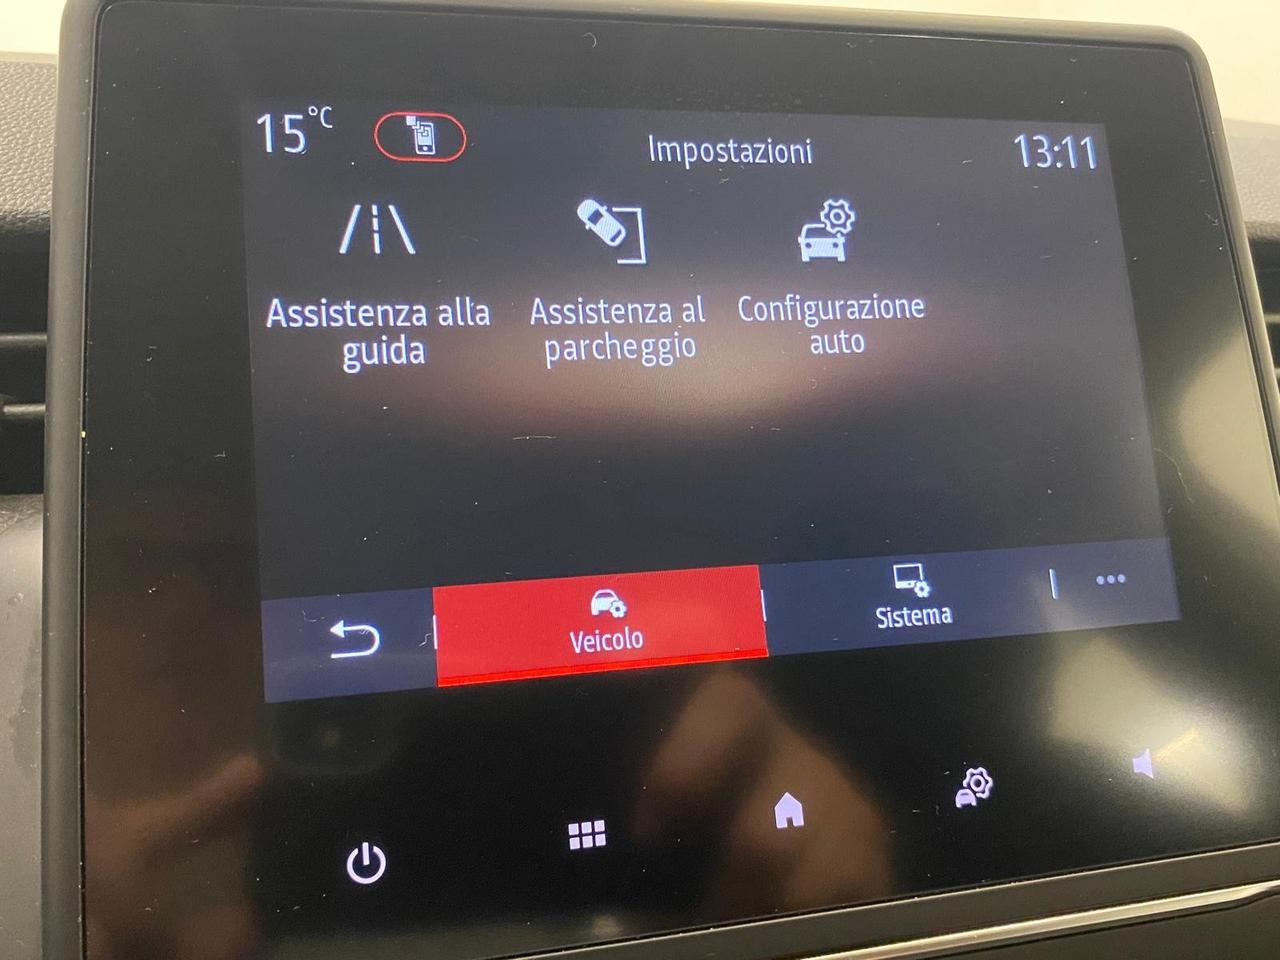 15°C
Impostazioni
13:11
Assistenza alla
guida
Assistenza al
parcheggio
Configurazione
auto
Veicolo
Sistema